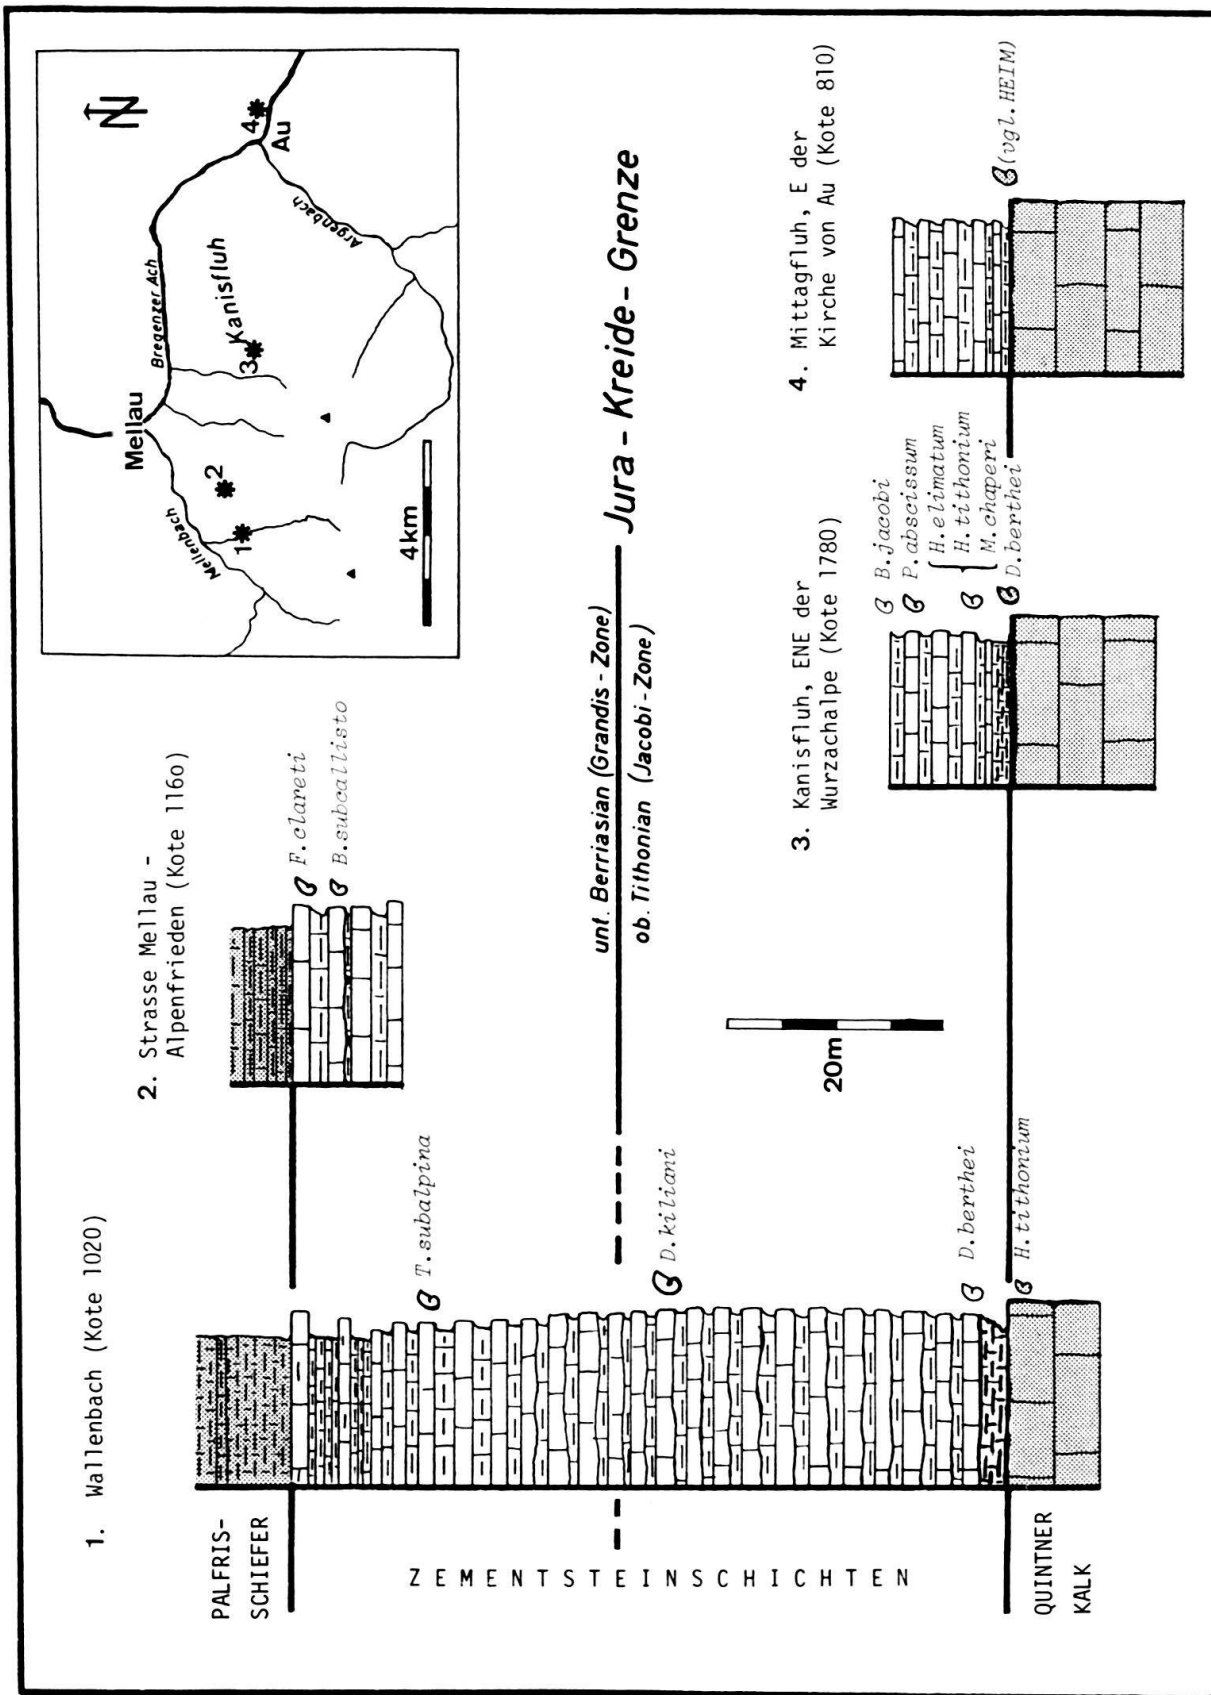 1. Wallenbach (Kote 1020)
PALFRIS-
SCHIEFER
ZEMENTSTEINSCHICHTEN
QUINTNER
KALK
T. subalpina
D. kiliani
D. berthei
H. tithonium
2. Strasse Mellau -
Alpenfrieden (Kote 1160)
F. clareti
B. subcallisto
unt. Berriasian (Grandis - Zone)
ob. Tithonian (Jacobi - Zone)
Jura - Kreide - Grenze
20m
3. Kanisfluh, ENE der
Wurzachalpe (Kote 1780)
B. jacobi
P. abscissum
H. elimatum
H. tithonium
M. chaperi
D. berthei
4. Mittagfluh, E der
Kirche von Au (Kote 810)
(vgl. HEIM)
N
Mellau
Bregenzer Ach
Mellenbach
1
2
3
Kanisfluh
4
Au
Argenbach
4km